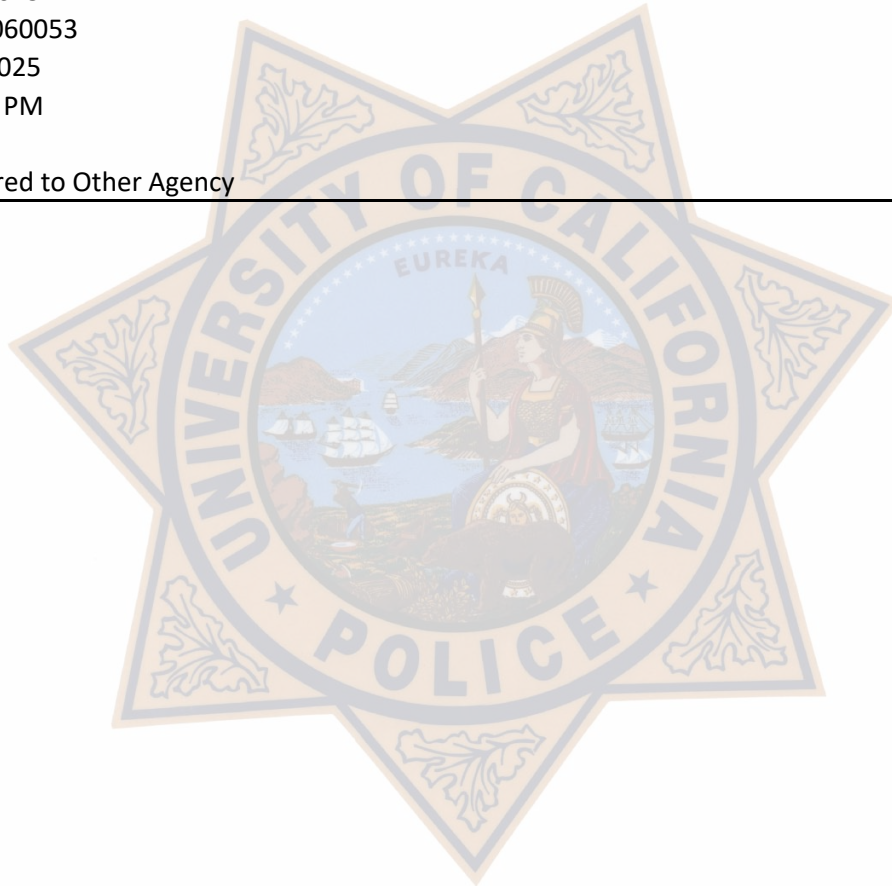 060053
025
PM
red to Other Agency
UNIVERSITY OF CALIFORNIA
EUREKA
POLICE